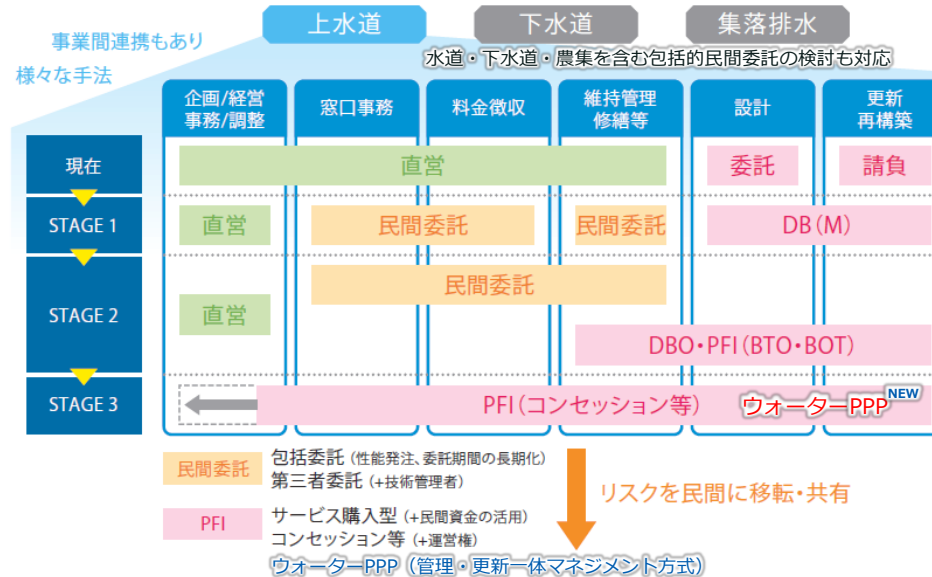 上水道
下水道
集落排水
事業間連携もあり
様々な手法
水道・下水道・農集を含む包括的民間委託の検討も対応
企画/経営
事務/調整
窓口事務
料金徴収
維持管理
修繕等
設計
更新
再構築
現在
直営
委託
請負
STAGE 1
直営
民間委託
民間委託
DB(M)
STAGE 2
直営
民間委託
DBO・PFI(BTO・BOT)
STAGE 3
PFI(コンセッション等)
ウォーターPPP NEW
民間委託
包括委託 (性能発注、委託期間の長期化)
第三者委託 (+技術管理者)
PFI
サービス購入型 (+民間資金の活用)
コンセッション等 (+運営権)
ウォーターPPP（管理・更新一体マネジメント方式）
リスクを民間に移転・共有